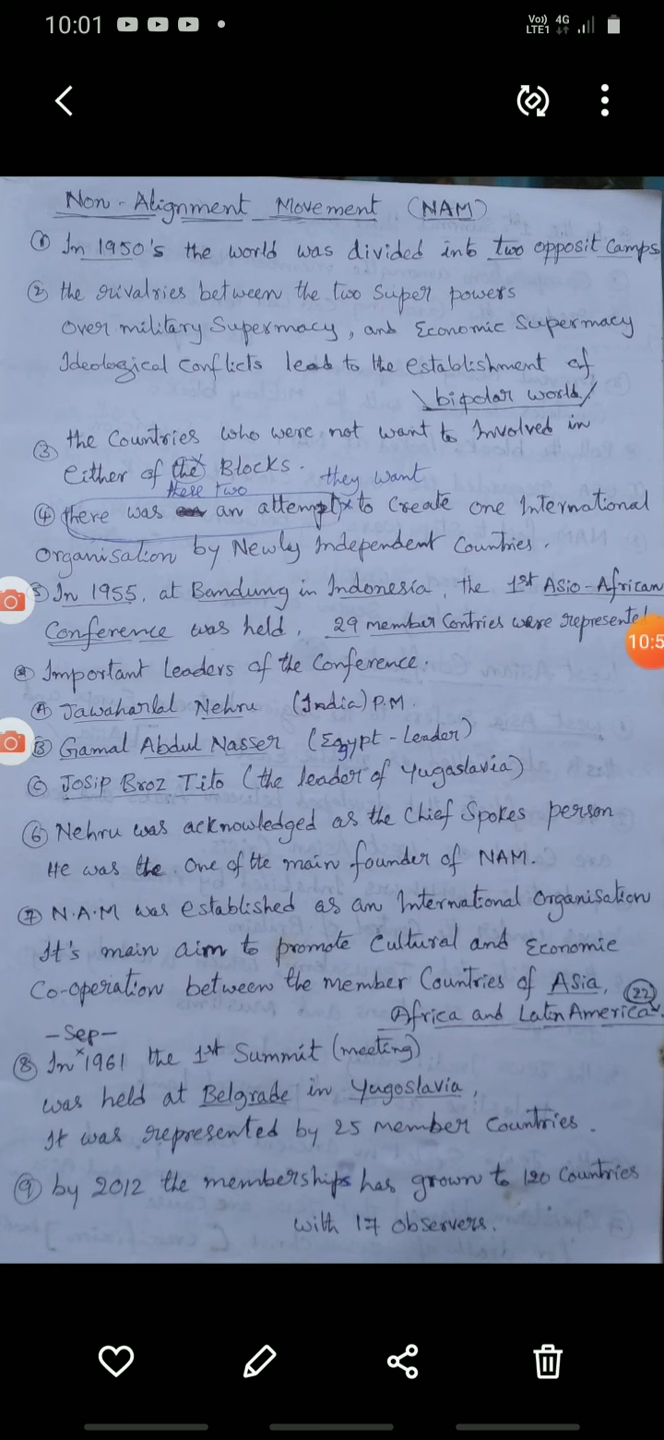 10:01
Vo) 4G
LTE1
Non-Alignment Movement (NAM)
① In 1950's the world was divided into two opposit camps
② the rivalries between the two Super powers
over military Supermacy, and Economic Supermacy
Ideological conflicts lead to the establishment of
\bipolar world/
③ the Countries who were not want to Involved in
either of the Blocks.
these two
they want
④ there was an attempt to create one International
organisation by Newly Independent Countries.
⑤ In 1955, at Bandung in Indonesia, the 1st Asio-African
Conference was held, 29 member Contries were represented
10:5
Important leaders of the Conference.
Ⓐ Jawaharlal Nehru (India) P.M.
Ⓑ Gamal Abdul Nasser (Egypt - Leader)
Ⓒ Josip Broz Tito (the leader of Yugaslavia)
⑥ Nehru was acknowledged as the Chief Spokes person
He was the One of the main founder of NAM.
⑦ N.A.M was established as an International Organisation
It's main aim to promote Cultural and Economic
Co-operation between the member Countries of Asia,
Africa and Latin America.
22
-Sep-
⑧ In x 1961 the 1st Summit (meeting)
was held at Belgrade in Yugoslavia,
It was represented by 25 member Countries.
⑨ by 2012 the memberships has grown to 120 Countries
with 17 observers.